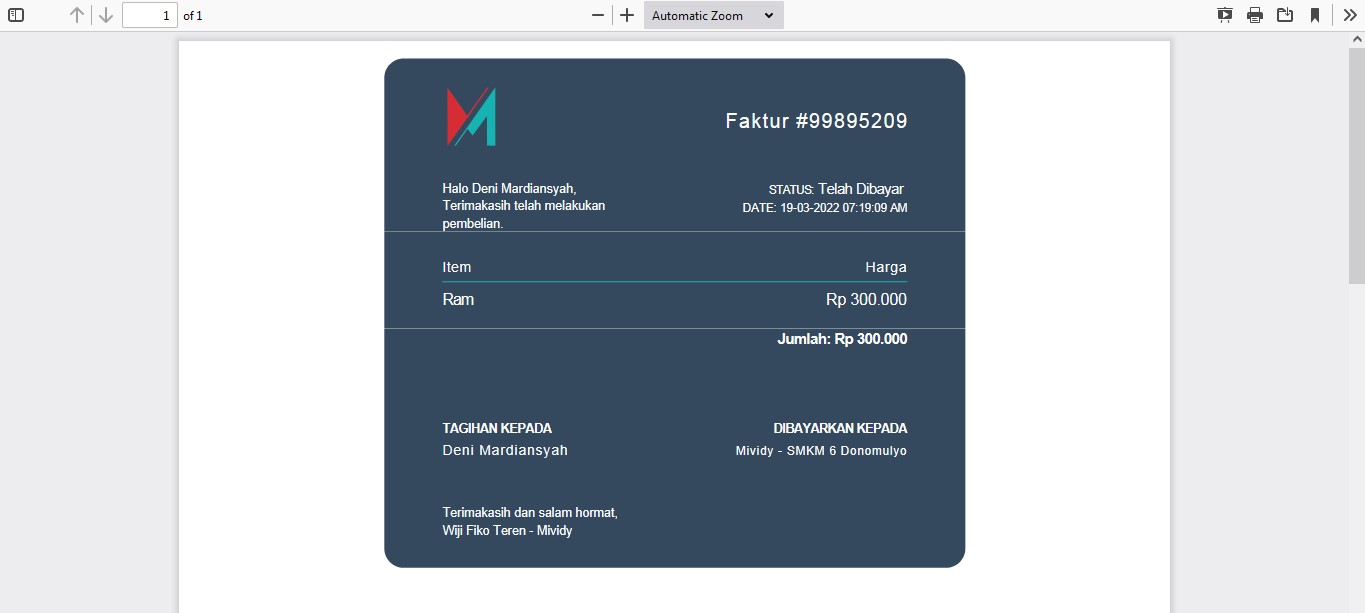 1 of 1
Automatic Zoom
Faktur #99895209
Halo Deni Mardiansyah,
Terimakasih telah melakukan
pembelian.
STATUS: Telah Dibayar
DATE: 19-03-2022 07:19:09 AM
Item Harga
Ram Rp 300.000
Jumlah: Rp 300.000
TAGIHAN KEPADA
Deni Mardiansyah
DIBAYARKAN KEPADA
Mividy - SMKM 6 Donomulyo
Terimakasih dan salam hormat,
Wiji Fiko Teren - Mividy